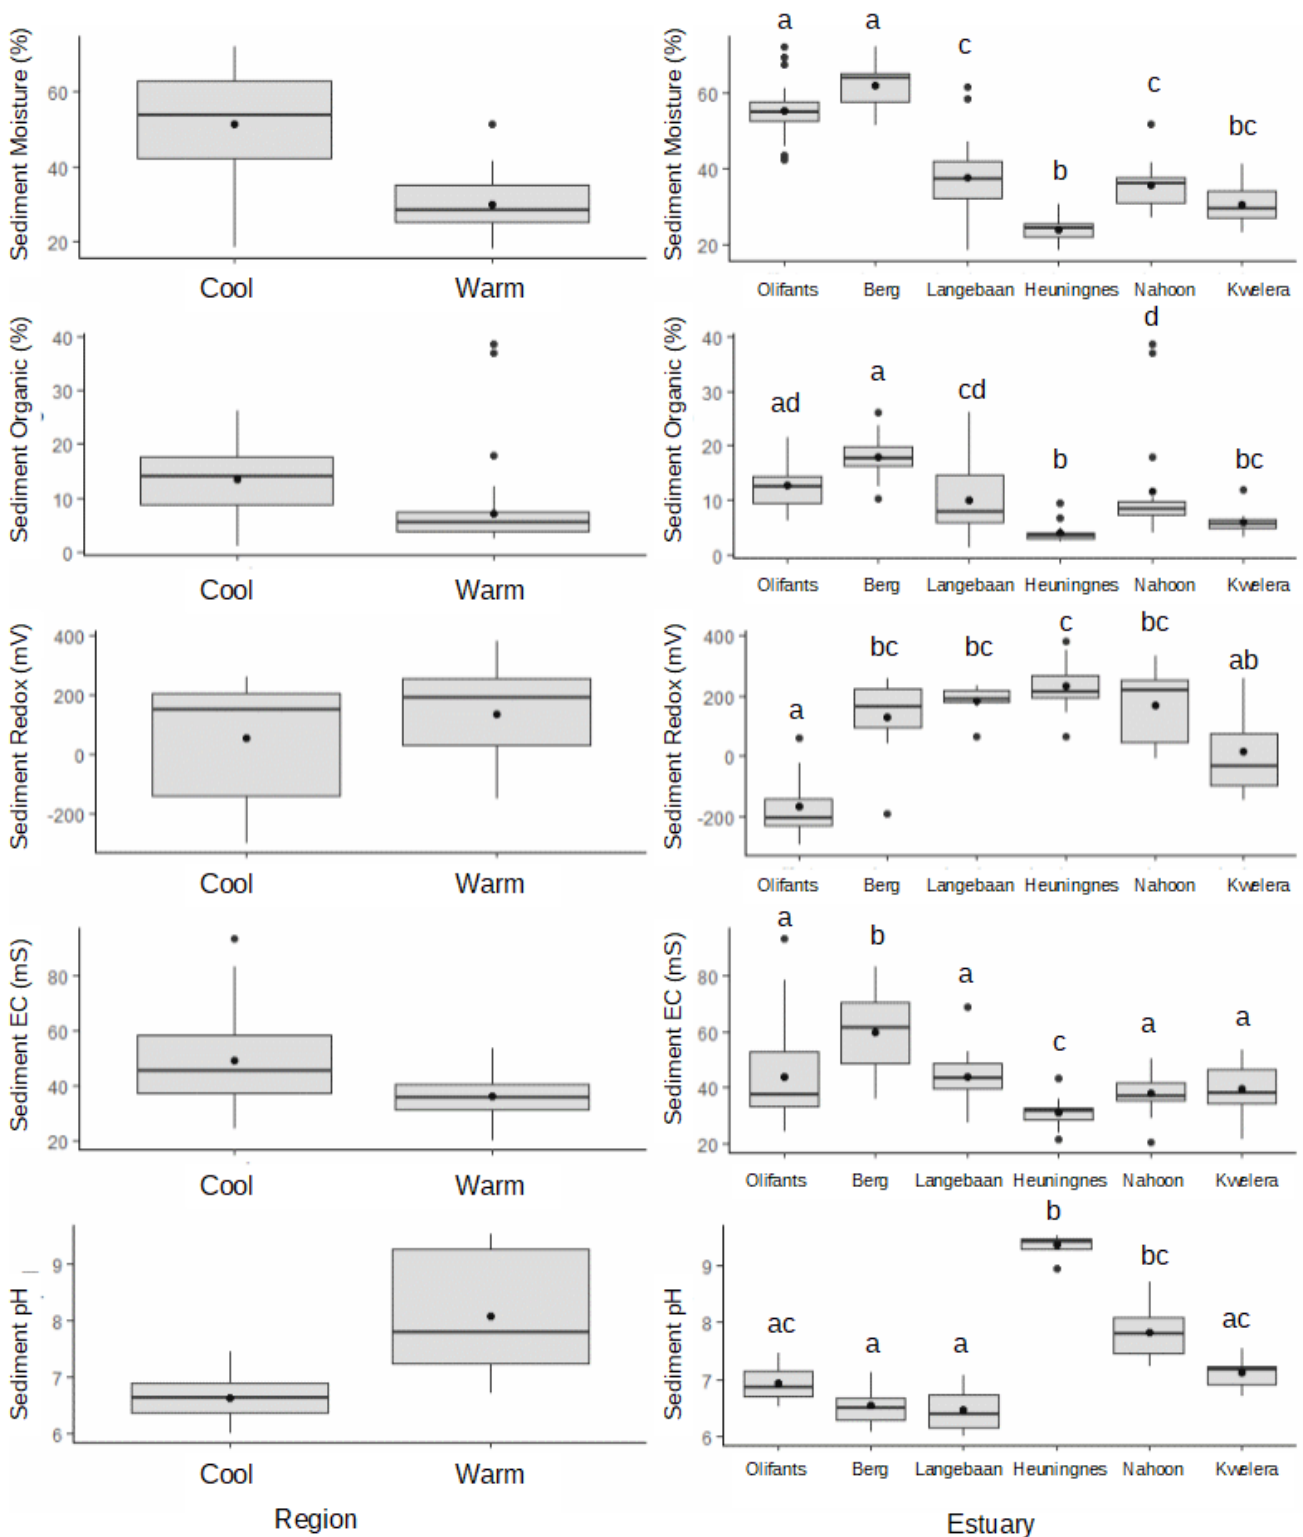 Sediment Moisture (%)
60
40
20
Cool
Warm
Sediment Moisture (%)
60
40
20
a
a
c
b
c
bc
Olifants
Berg
Langebaan
Heuningnes
Nahoon
Kwelera
Sediment Organic (%)
40
30
20
10
0
Cool
Warm
Sediment Organic (%)
40
30
20
10
0
ad
a
cd
b
d
bc
Olifants
Berg
Langebaan
Heuningnes
Nahoon
Kwelera
Sediment Redox (mV)
400
200
0
-200
Cool
Warm
Sediment Redox (mV)
400
200
0
-200
a
bc
bc
c
bc
ab
Olifants
Berg
Langebaan
Heuningnes
Nahoon
Kwelera
Sediment EC (mS)
80
60
40
20
Cool
Warm
Sediment EC (mS)
80
60
40
20
a
b
a
c
a
a
Olifants
Berg
Langebaan
Heuningnes
Nahoon
Kwelera
Sediment pH
9
8
7
6
Cool
Warm
Region
Sediment pH
9
8
7
6
ac
a
a
b
bc
ac
Olifants
Berg
Langebaan
Heuningnes
Nahoon
Kwelera
Estuary